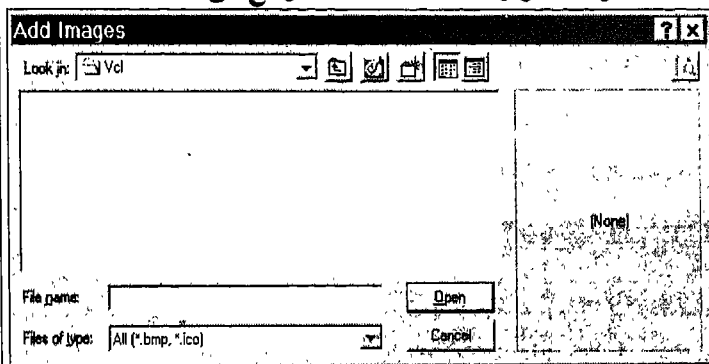 Add Images
Look in: Vcl
(None)
File name:
Open
Files of type: All (*.bmp, *.ico)
Cancel